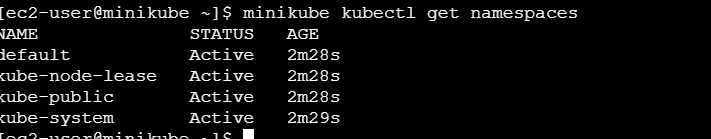 [ec2-user@minikube ~]$ minikube kubectl get namespaces
NAME STATUS AGE
default Active 2m28s
kube-node-lease Active 2m28s
kube-public Active 2m28s
kube-system Active 2m29s
[ec2-user@minikube ~]$